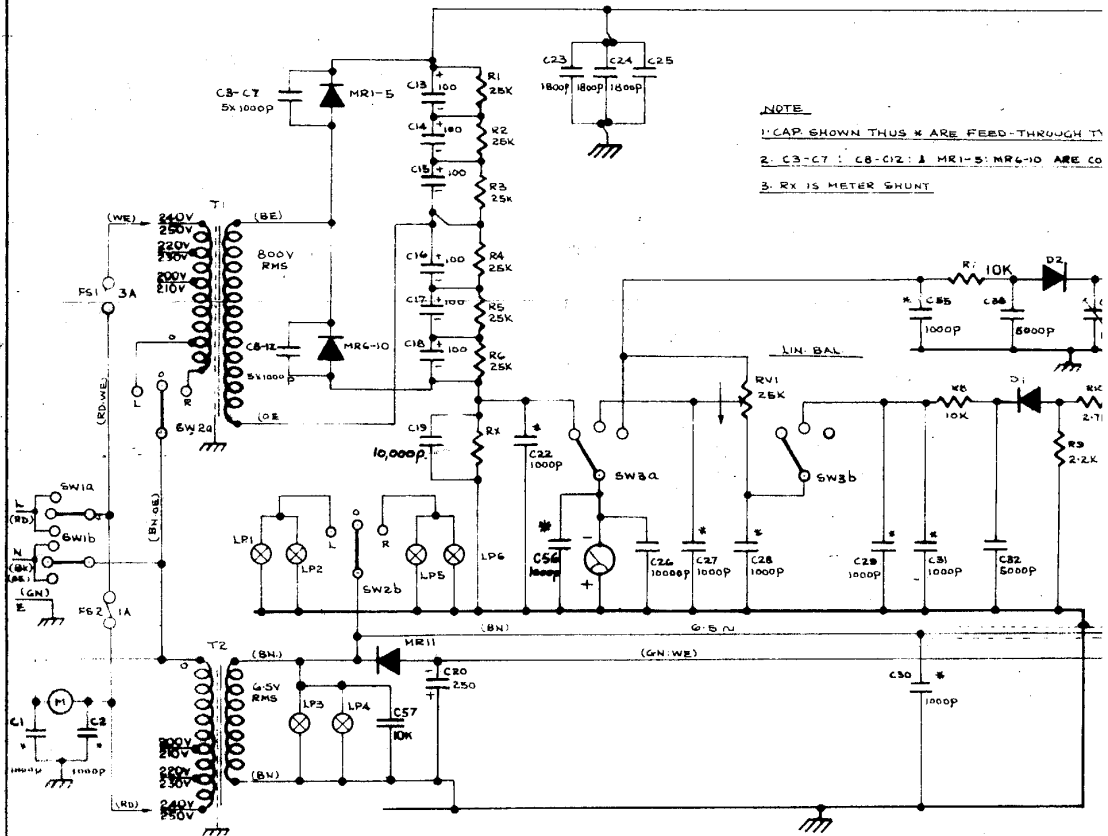 C23
1800p
C24
1800p
C25
1800p
NOTE
1. CAP. SHOWN THUS * ARE FEED-THROUGH
2. C3-C7 : C8-C12: & MR1-5: MR6-10 ARE
3. RX IS METER SHUNT
C3-C7
5X1000p
MR1-5
C13
+
100
-
R1
25K
C14
+
100
-
R2
25K
C15
+
100
-
R3
25K
T1
(WE)
240V
250V
220V
230V
200V
210V
O
(BE)
800V
RMS
(OE)
FS1
3A
(RD-WE)
L
O
R
SW2a
C8-12
5X1000p
MR6-10
C16
+
100
-
R4
25K
C17
+
100
-
R5
25K
C18
+
100
-
R6
25K
C19
10,000p
RX
C22
*
1000p
SW3a
LIN. BAL
RV1
25K
SW3b
10K
D2
*
C35
1000p
5000p
10K
D1
R9
2.2K
SW1a
L
(RD)
SW1b
N
(BK)
(GN)
E
(BN-OE)
FS2
1A
LP1
LP2
L
O
R
SW2b
LP5
LP6
*
C56
1000p
-
+
C26
10000p
*
C27
1000p
*
C28
1000p
*
C29
1000p
*
C31
1000p
C32
5000p
(BN)
6.5~
M
C1
*
1000p
C2
*
1000p
T2
O
200V
210V
220V
230V
240V
250V
(RD)
(BN)
6.5V
RMS
(BN)
LP3
LP4
C57
10K
MR11
-
C20
250
+
(GN:WE)
C30
*
1000p